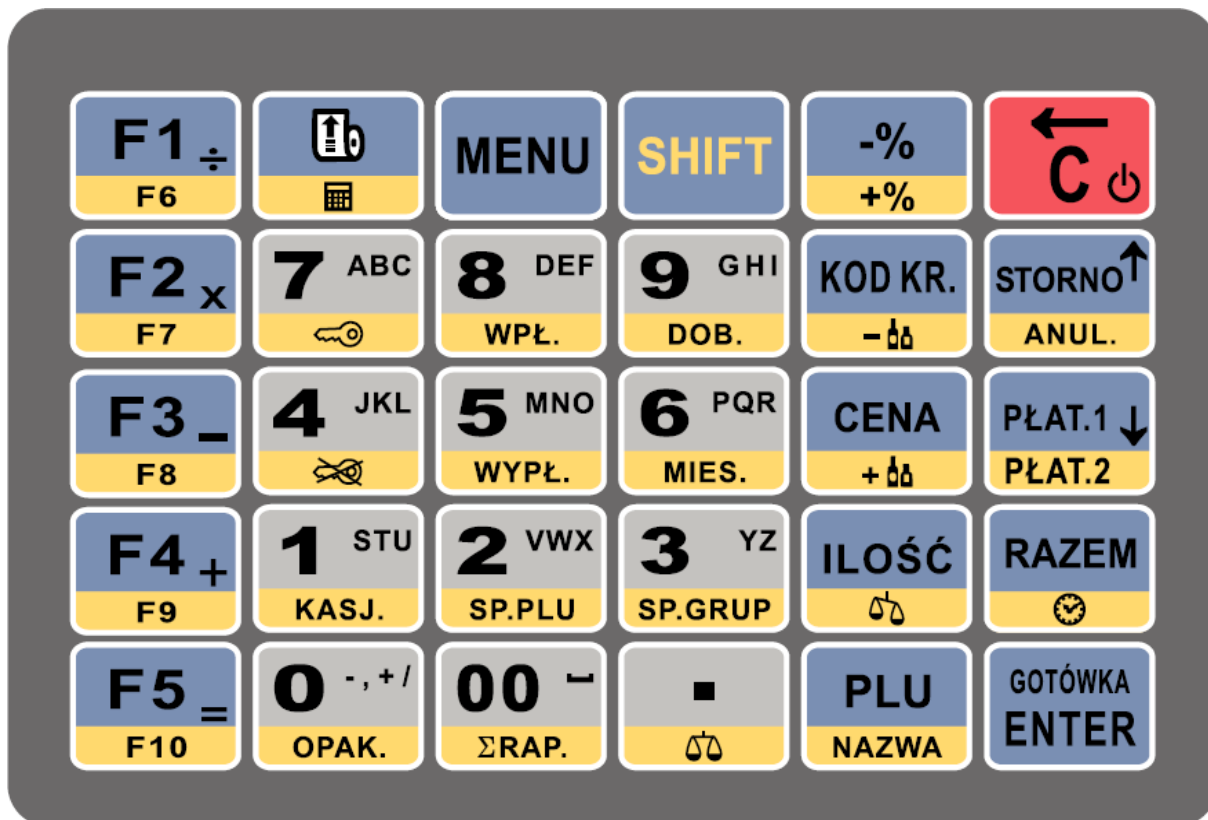 F1 ÷
F6
MENU
SHIFT
-%
+%
C
F2 x
F7
7 ABC
8 DEF
WPŁ.
9 GHI
DOB.
KOD KR.
-
STORNO
ANUL.
F3 -
F8
4 JKL
5 MNO
WYPŁ.
6 PQR
MIES.
CENA
+
PŁAT.1
PŁAT.2
F4 +
F9
1 STU
KASJ.
2 VWX
SP.PLU
3 YZ
SP.GRUP
ILOŚĆ
RAZEM
F5 =
F10
0 - , + /
OPAK.
00
ΣRAP.
.
PLU
NAZWA
GOTÓWKA
ENTER